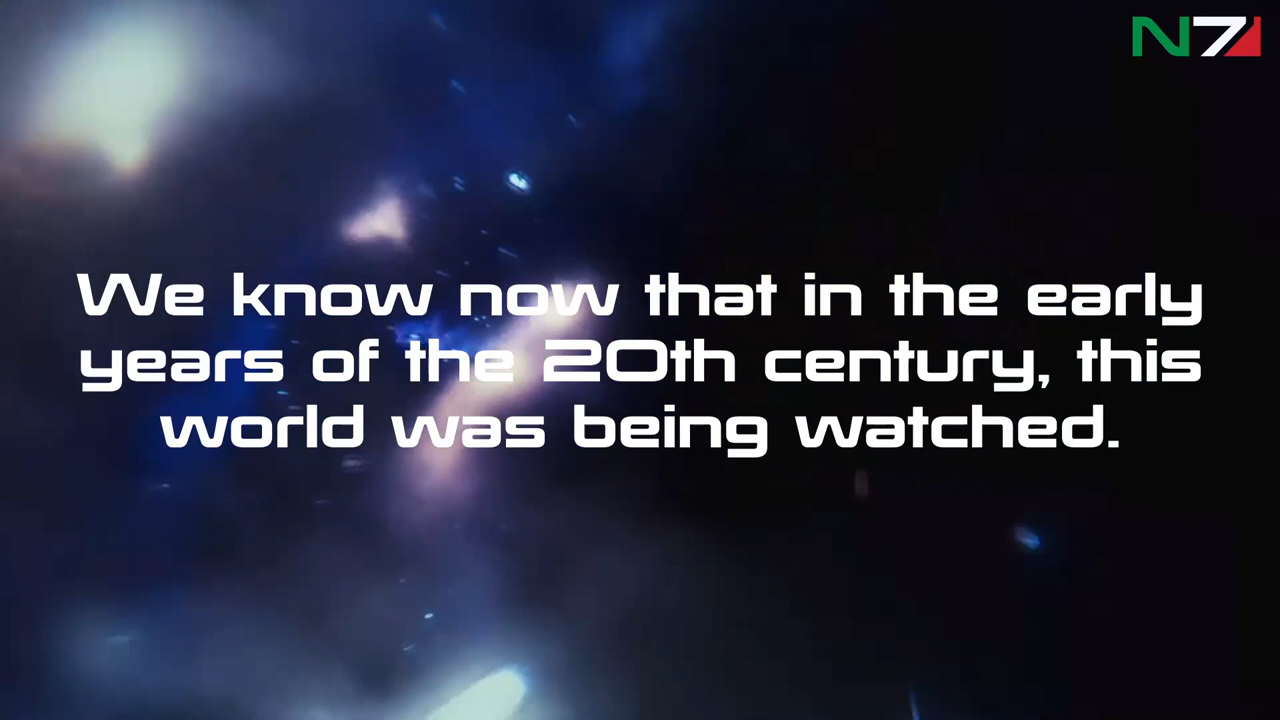 N7
We know now that in the early
years of the 20th century, this
world was being watched.